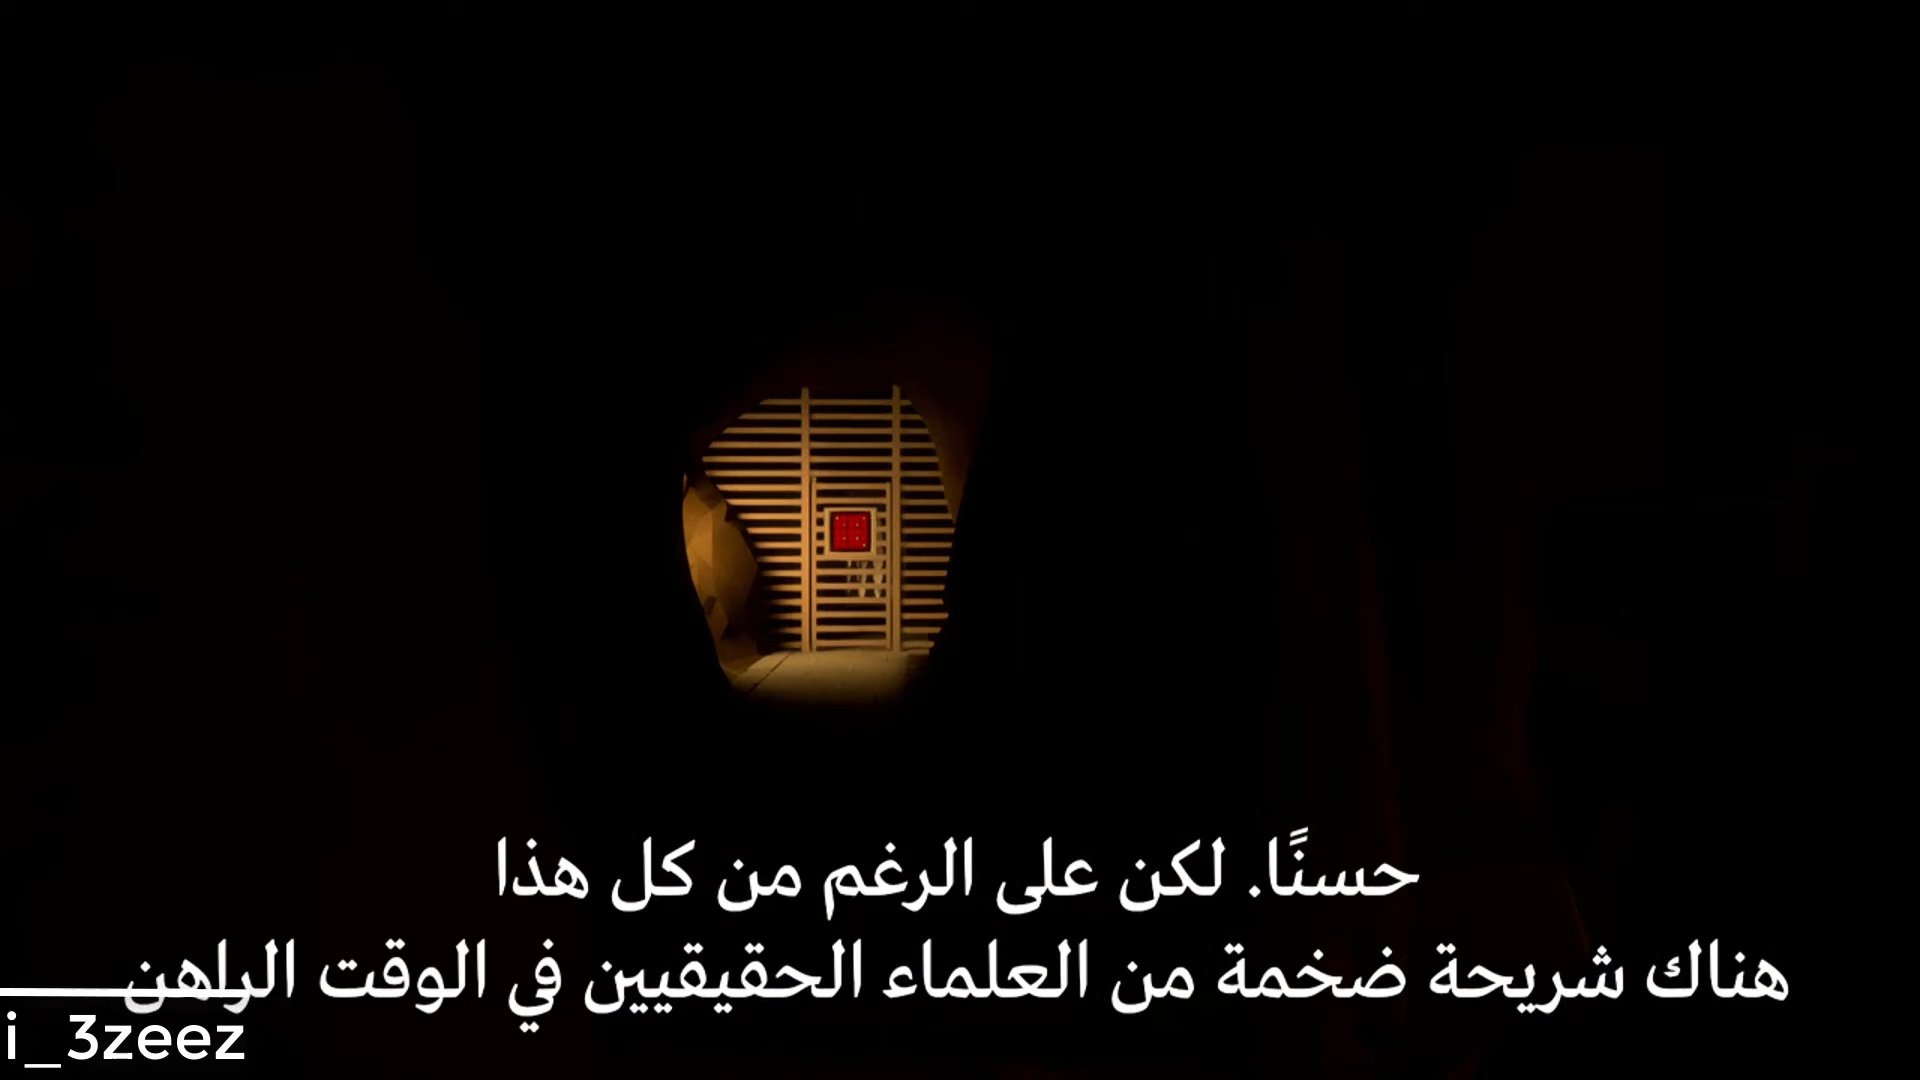 حسنًا. لكن على الرغم من كل هذا
هناك شريحة ضخمة من العلماء الحقيقيين في الوقت الراهن
i_3zeez